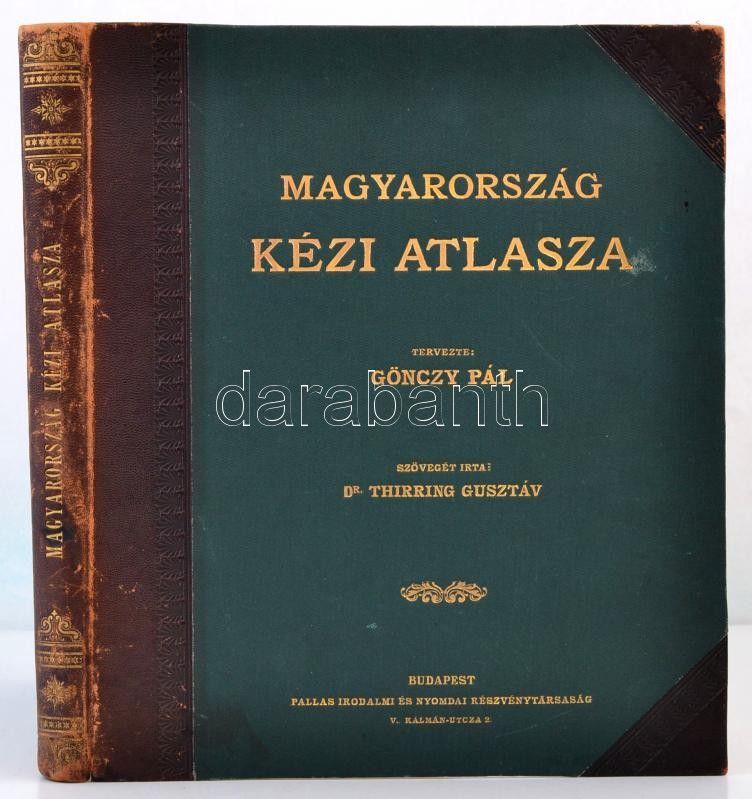 MAGYARORSZÁG KÉZI ATLASZA
MAGYARORSZÁG
KÉZI ATLASZA
TERVEZTE:
GÖNCZY PÁL
darabanth
SZÖVEGÉT IRTA:
DR. THIRRING GUSZTÁV
BUDAPEST
PALLAS IRODALMI ÉS NYOMDAI RÉSZVÉNYTÁRSASÁG
V. KÁLMÁN-UTCZA 2.